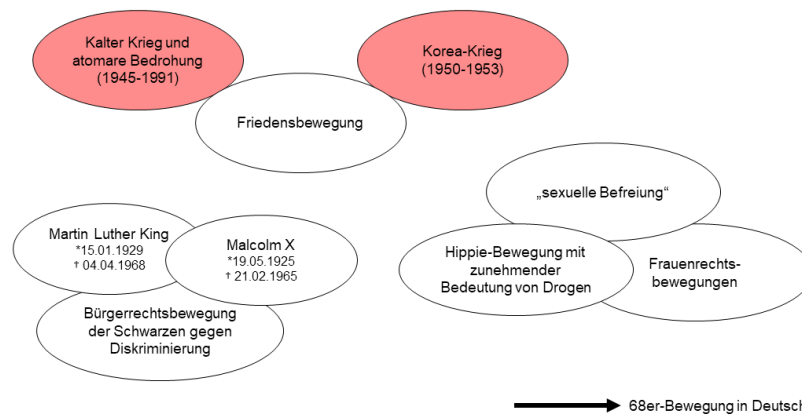 Kalter Krieg und
atomare Bedrohung
(1945-1991)
Korea-Krieg
(1950-1953)
Friedensbewegung
„sexuelle Befreiung“
Martin Luther King
*15.01.1929
† 04.04.1968
Malcolm X
*19.05.1925
† 21.02.1965
Hippie-Bewegung mit
zunehmender
Bedeutung von Drogen
Frauenrechts-
bewegungen
Bürgerrechtsbewegung
der Schwarzen gegen
Diskriminierung
68er-Bewegung in Deutsch